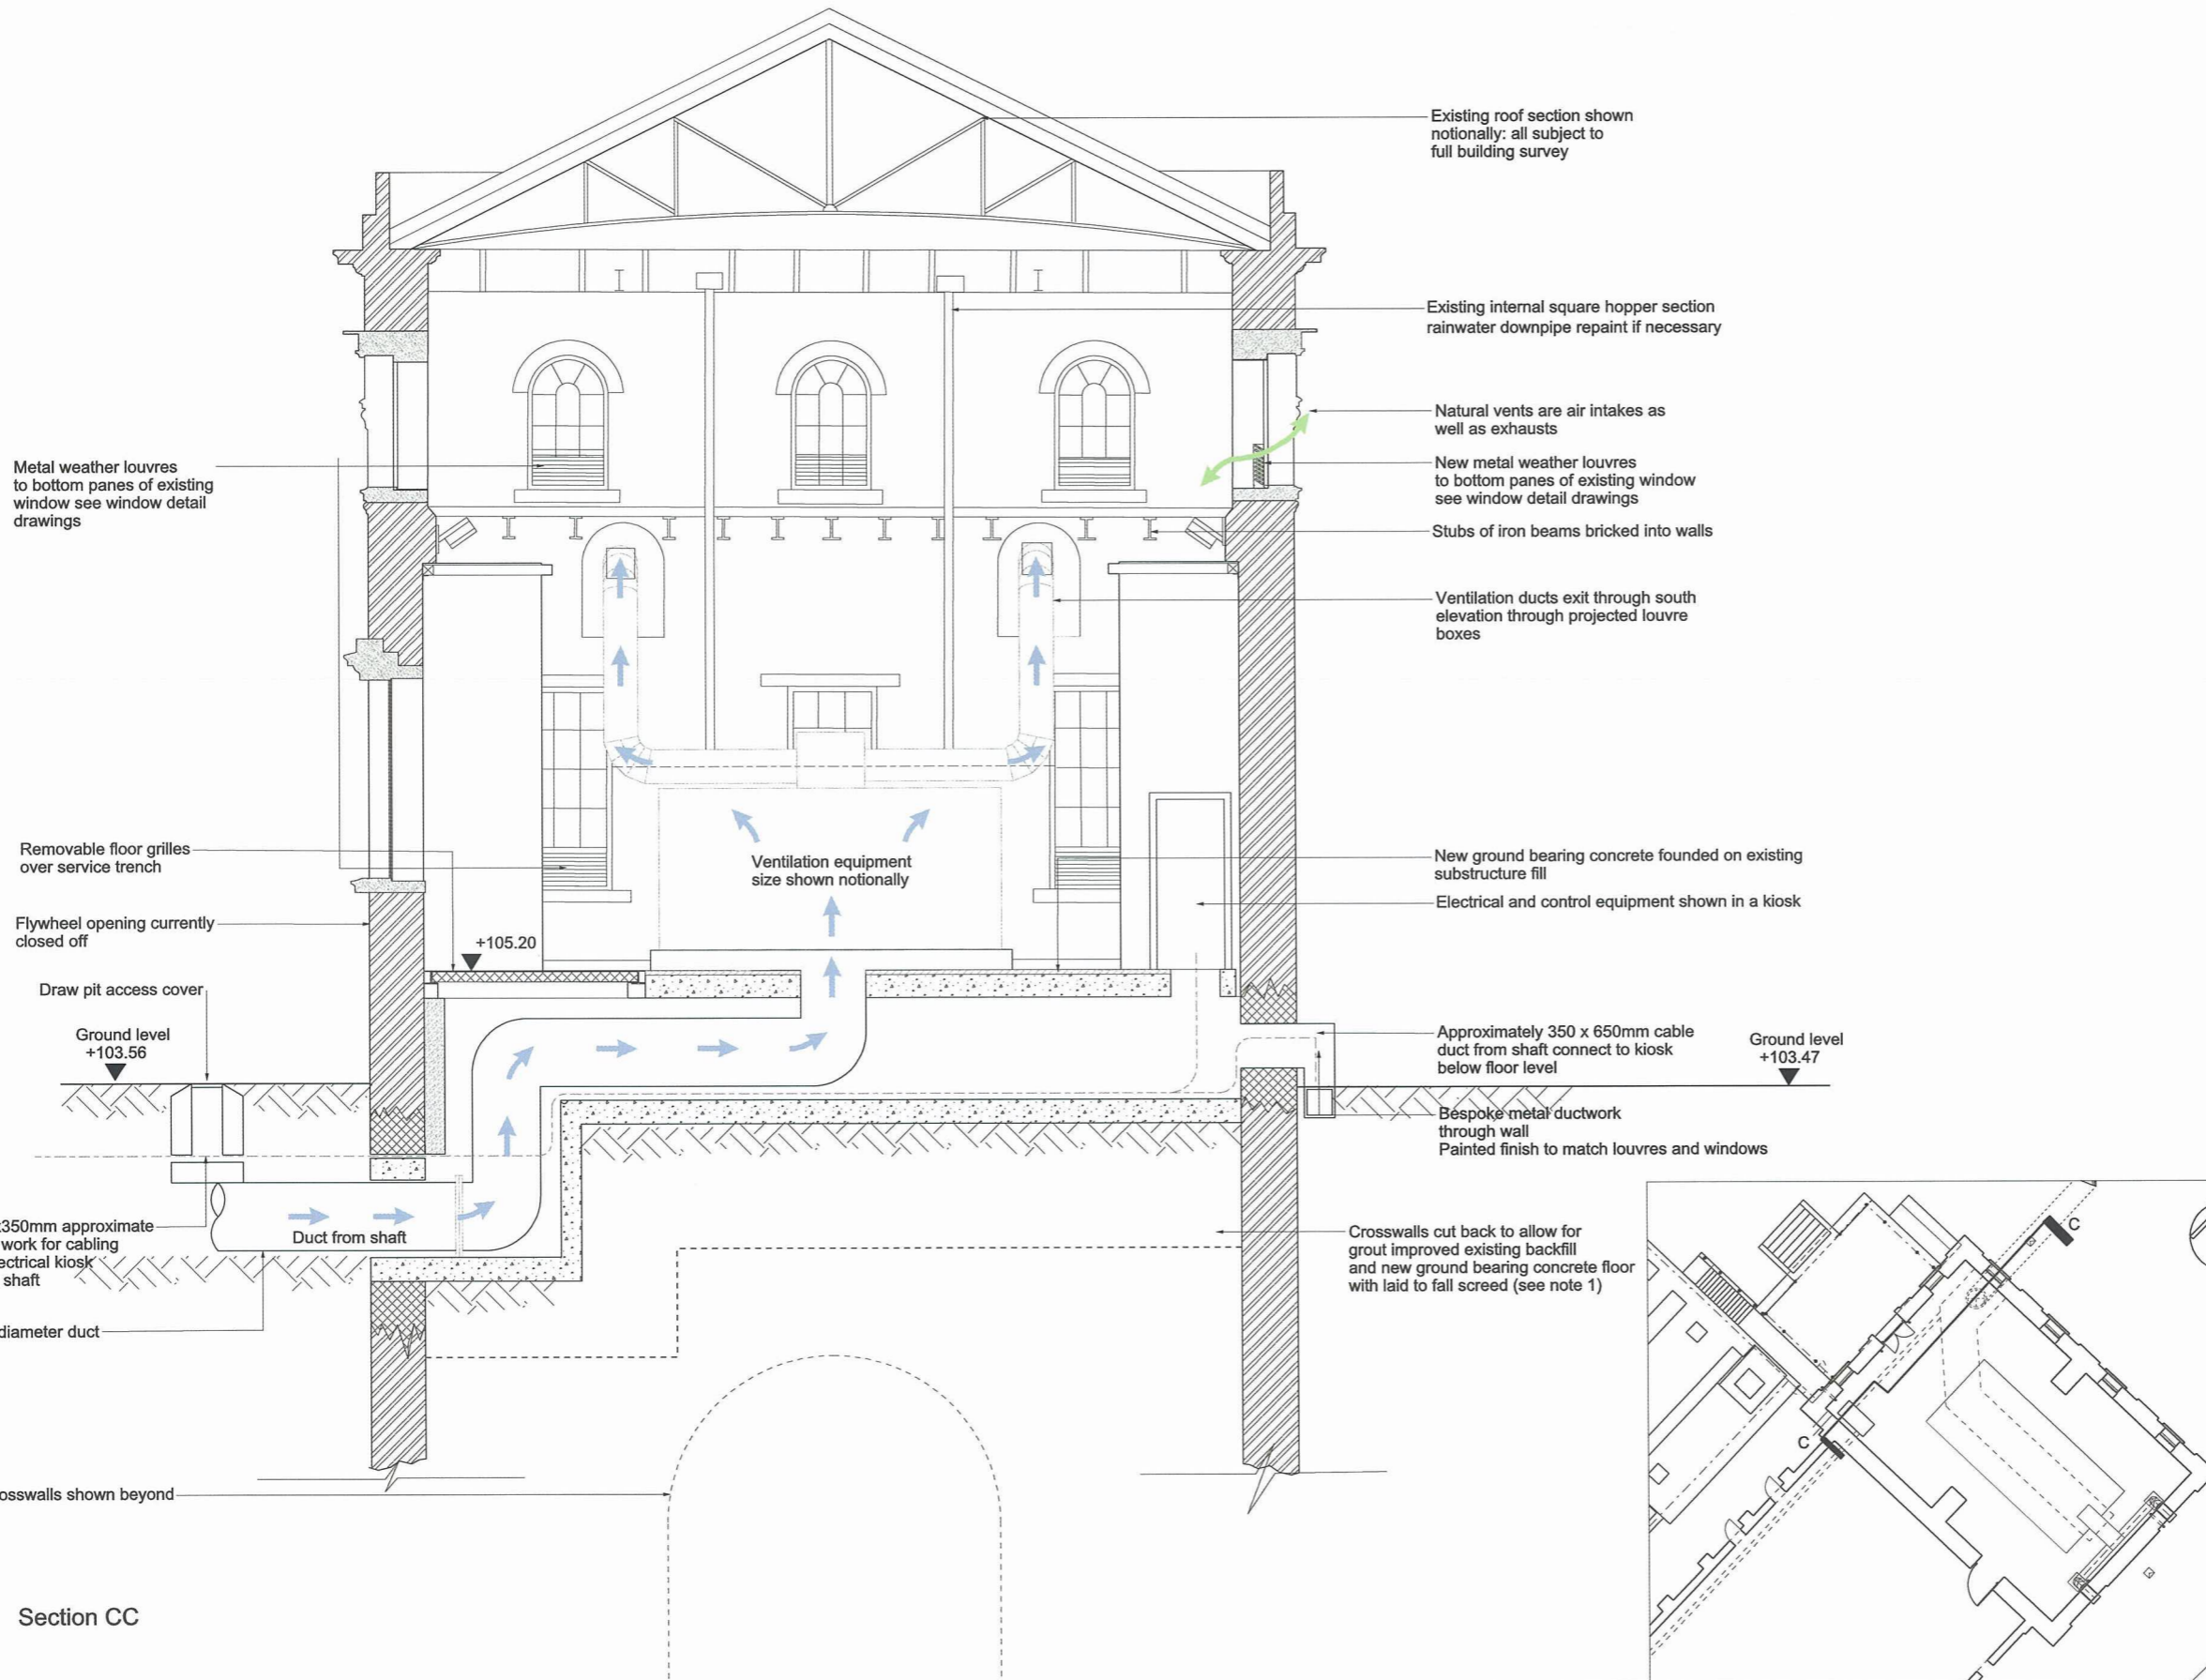 Existing roof section shown
notionally: all subject to
full building survey
Existing internal square hopper section
rainwater downpipe repaint if necessary
Natural vents are air intakes as
well as exhausts
New metal weather louvres
to bottom panes of existing window
see window detail drawings
Stubs of iron beams bricked into walls
Ventilation ducts exit through south
elevation through projected louvre
boxes
Metal weather louvres
to bottom panes of existing
window see window detail
drawings
Removable floor grilles
over service trench
Flywheel opening currently
closed off
Draw pit access cover
Ground level
+103.56
+105.20
Ventilation equipment
size shown notionally
New ground bearing concrete founded on existing
substructure fill
Electrical and control equipment shown in a kiosk
Approximately 350 x 650mm cable
duct from shaft connect to kiosk
below floor level
Ground level
+103.47
Bespoke metal ductwork
through wall
Painted finish to match louvres and windows
350mm approximate
work for cabling
ectrical kiosk
shaft
Duct from shaft
diameter duct
Crosswalls cut back to allow for
grout improved existing backfill
and new ground bearing concrete floor
with laid to fall screed (see note 1)
osswalls shown beyond
C
C
Section CC